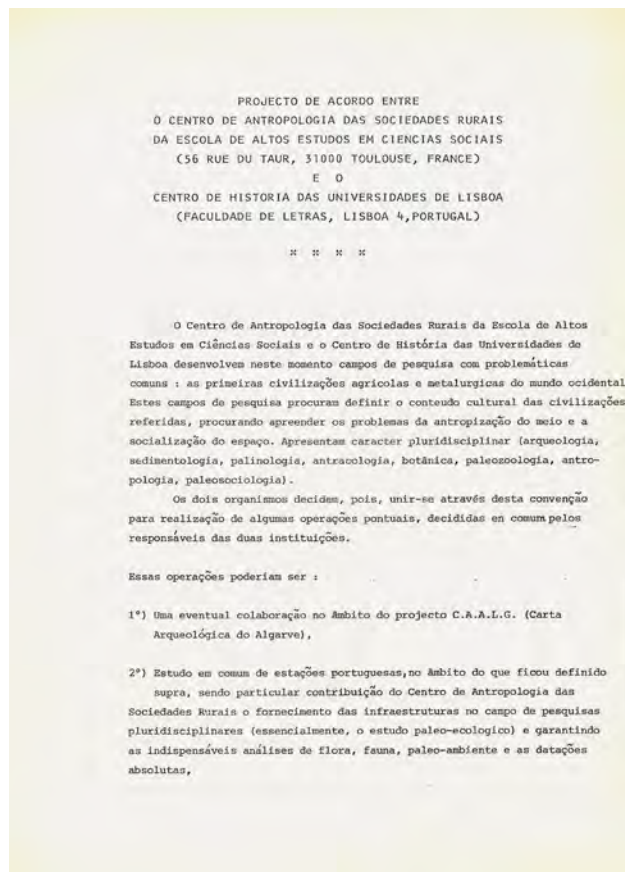 PROJECTO DE ACORDO ENTRE
O CENTRO DE ANTROPOLOGIA DAS SOCIEDADES RURAIS
DA ESCOLA DE ALTOS ESTUDOS EM CIENCIAS SOCIAIS
(56 RUE DU TAUR, 31000 TOULOUSE, FRANCE)
E O
CENTRO DE HISTORIA DAS UNIVERSIDADES DE LISBOA
(FACULDADE DE LETRAS, LISBOA 4,PORTUGAL)
* * * *
O Centro de Antropologia das Sociedades Rurais da Escola de Altos
Estudos em Ciências Sociais e o Centro de História das Universidades de
Lisboa desenvolvem neste momento campos de pesquisa com problemáticas
comuns : as primeiras civilizações agricolas e metalurgicas do mundo ocidental
Estes campos de pesquisa procuram definir o conteudo cultural das civilizações
referidas, procurando apreender os problemas da antropização do meio e a
socialização do espaço. Apresentam caracter pluridisciplinar (arqueologia,
sedimentologia, palinologia, antracologia, botânica, paleozoologia, antro-
pologia, paleosociologia).
Os dois organismos decidem, pois, unir-se através desta convenção
para realização de algumas operações pontuais, decididas en comum pelos
responsáveis das duas instituições.
Essas operações poderiam ser :
1º) Uma eventual colaboração no âmbito do projecto C.A.A.L.G. (Carta
Arqueológica do Algarve),
2º) Estudo em comum de estações portuguesas,no âmbito do que ficou definido
supra, sendo particular contribuição do Centro de Antropologia das
Sociedades Rurais o fornecimento das infraestruturas no campo de pesquisas
pluridisciplinares (essencialmente, o estudo paleo-ecologico) e garantindo
as indispensáveis análises de flora, fauna, paleo-ambiente e as datações
absolutas,